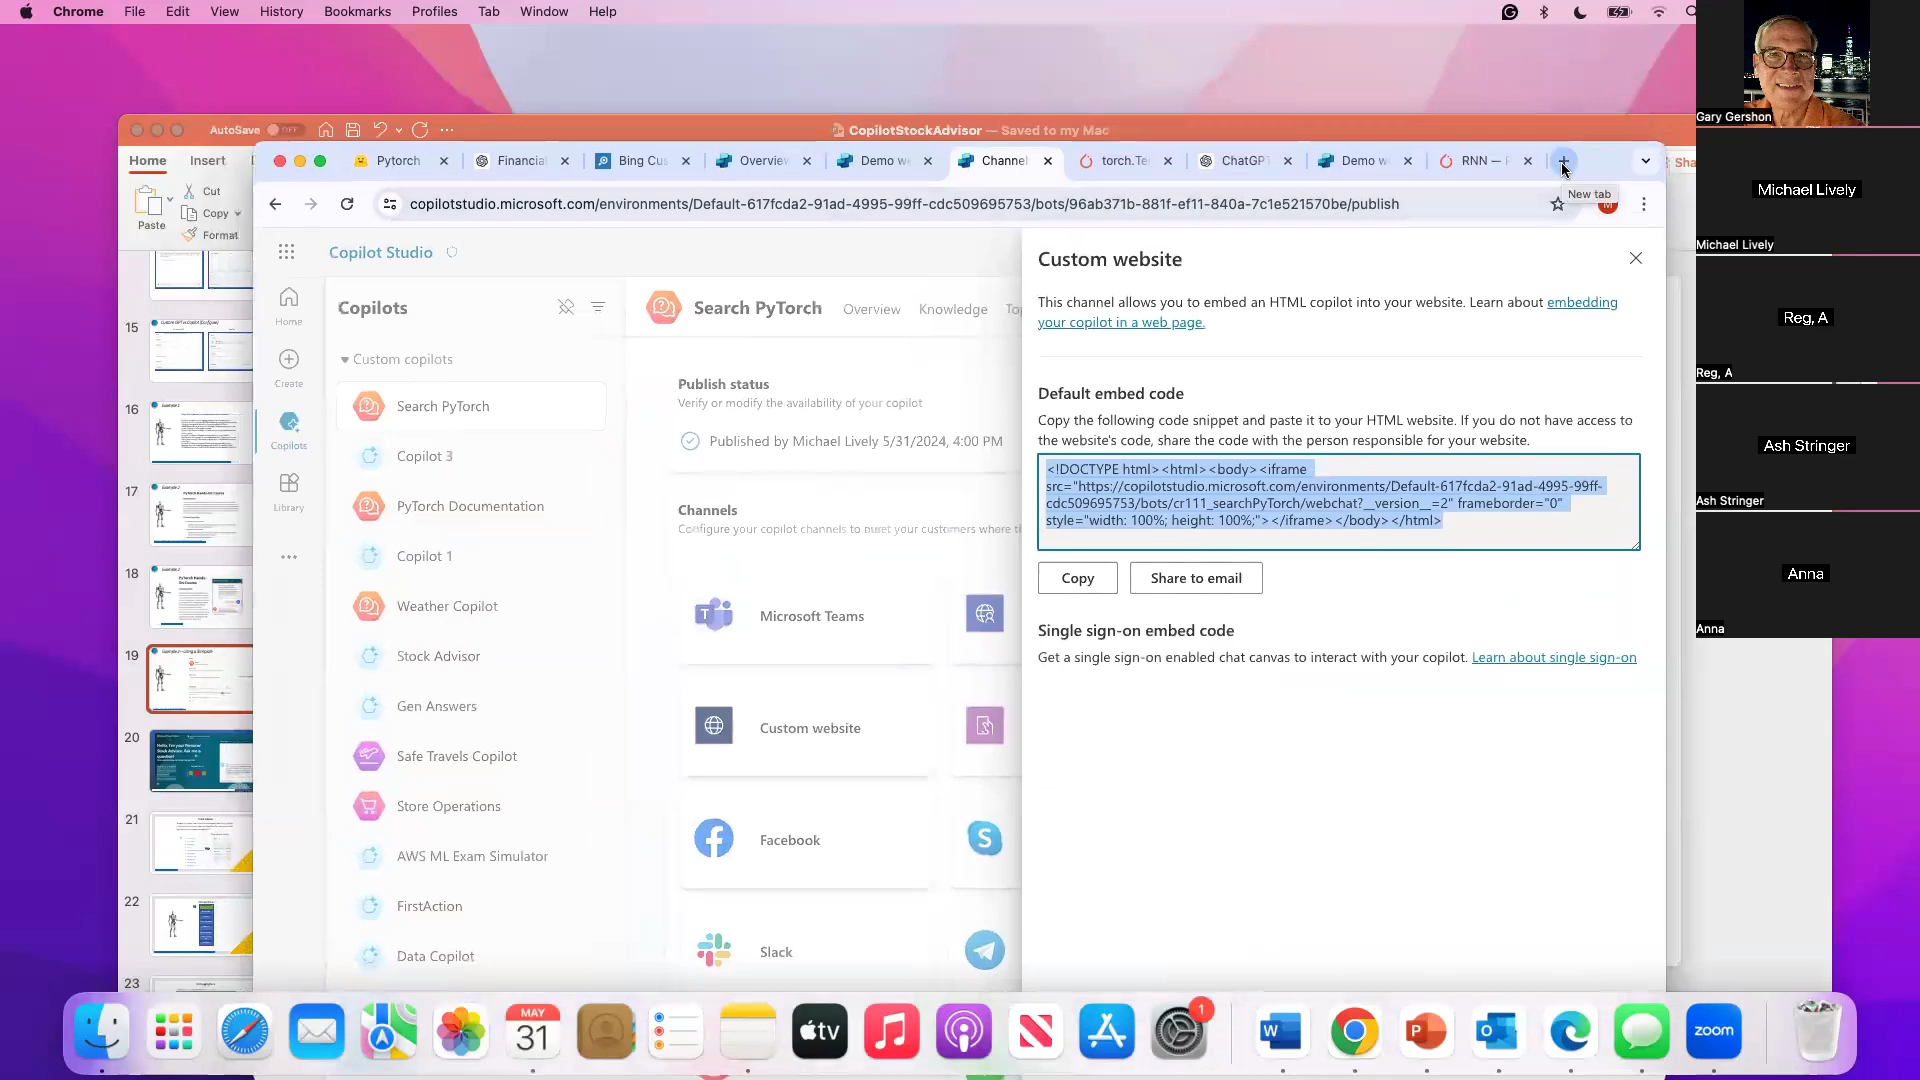 Chrome File Edit View History Bookmarks Profiles Tab Window Help
Gary Gershon
AutoSave OFF
CopilotStockAdvisor — Saved to my Mac
Home Insert
Cut
Copy
Paste
Format
Pytorch
Financial
Bing Cus
Overview
Demo we
Channel
torch.Te
ChatGPT
Demo w
RNN —
New tab
copilotstudio.microsoft.com/environments/Default-617fcda2-91ad-4995-99ff-cdc509695753/bots/96ab371b-881f-ef11-840a-7c1e521570be/publish
Michael Lively
Michael Lively
Reg, A
Reg, A
Ash Stringer
Ash Stringer
Anna
Anna
Copilot Studio
Home
Create
Copilots
Library
Copilots
Custom copilots
Search PyTorch
Copilot 3
PyTorch Documentation
Copilot 1
Weather Copilot
Stock Advisor
Gen Answers
Safe Travels Copilot
Store Operations
AWS ML Exam Simulator
FirstAction
Data Copilot
Search PyTorch Overview Knowledge
Publish status
Verify or modify the availability of your copilot
Published by Michael Lively 5/31/2024, 4:00 PM
Channels
Configure your copilot channels to meet your customers where
Microsoft Teams
Custom website
Facebook
Slack
Custom website
This channel allows you to embed an HTML copilot into your website. Learn about embedding
your copilot in a web page.
Default embed code
Copy the following code snippet and paste it to your HTML website. If you do not have access to
the website's code, share the code with the person responsible for your website.
<!DOCTYPE html><html><body><iframe
src="https://copilotstudio.microsoft.com/environments/Default-617fcda2-91ad-4995-99ff-
cdc509695753/bots/cr111_searchPyTorch/webchat?__version__=2" frameborder="0"
style="width: 100%; height: 100%;"></iframe></body></html>
Copy
Share to email
Single sign-on embed code
Get a single sign-on enabled chat canvas to interact with your copilot. Learn about single sign-on
15
16
17
18
19
20
21
22
23
MAY
31
tv
1
zoom